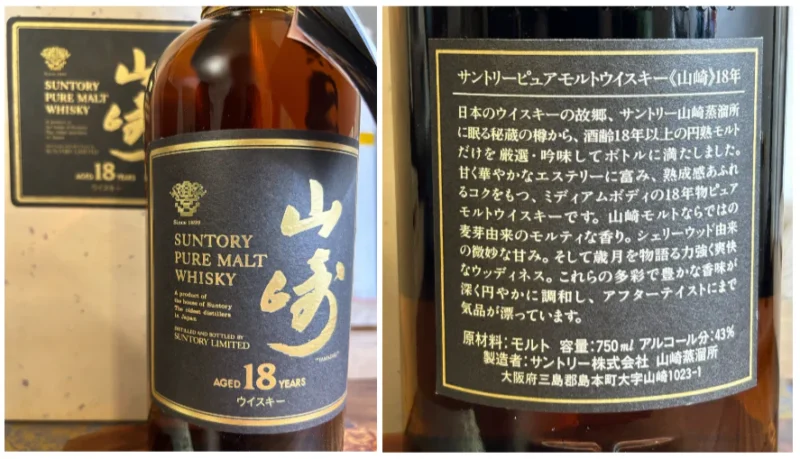 Since 1899
SUNTORY
PURE MALT
WHISKY
A product of
the house of Suntory
The oldest distillers
in Japan
山崎
AGED 18 YEARS
ウイスキー
Since 1899
SUNTORY
PURE MALT
WHISKY
A product of
the house of Suntory
The oldest distillers
in Japan
DISTILLED AND BOTTLED BY
SUNTORY LIMITED
山崎
"YAMAZAKI"
AGED 18 YEARS
ウイスキー
サントリーピュアモルトウイスキー《山崎》18年
日本のウイスキーの故郷、サントリー山崎蒸溜所
に眠る秘蔵の樽から、酒齢18年以上の円熟モルト
だけを厳選・吟味してボトルに満たしました。
甘く華やかなエステリーに富み、熟成感あふれ
るコクをもつ、ミディアムボディの18年物ピュア
モルトウイスキーです。山崎モルトならではの
麦芽由来のモルティな香り。シェリーウッド由来
の微妙な甘み。そして歳月を物語る力強く爽快
なウッディネス。これらの多彩で豊かな香味が
深く円やかに調和し、アフターテイストにまで
気品が漂っています。
原材料:モルト 容量:750ml アルコール分:43%
製造者:サントリー株式会社 山崎蒸溜所
大阪府三島郡島本町大字山崎1023-1